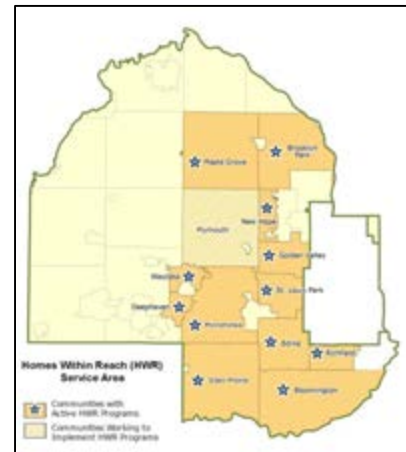 Maple Grove
Brooklyn
Park
New Hope
Plymouth
Golden Valley
Wayzata
St. Louis Park
Deephaven
Minnetonka
Edina
Richfield
Eden Prairie
Bloomington
Homes Within Reach (HWR)
Service Area
Communities with
Active HWR Programs
Communities Working to
Implement HWR Programs